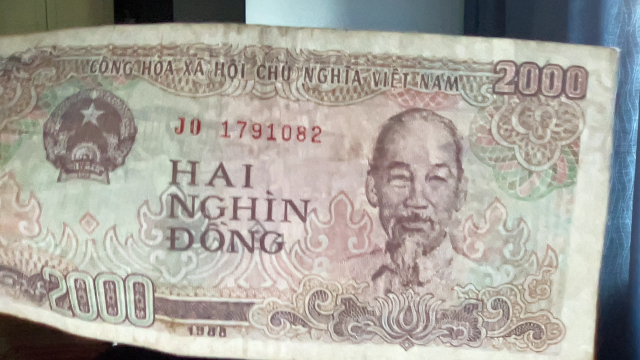 CỘNG HÒA XÃ HỘI CHỦ NGHĨA VIỆT NAM
2000
JO 1791082
HAI
NGHÌN
ĐỒNG
2000
1988